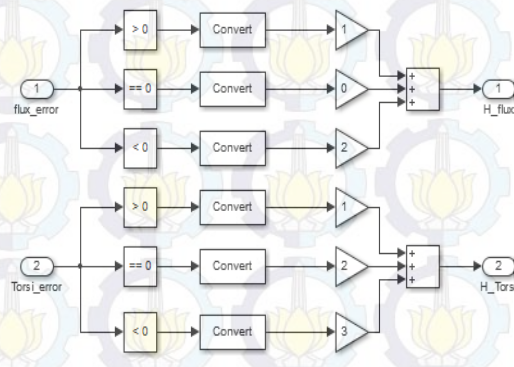 > 0 Convert 1
1 == 0 Convert 0 + + + 1
flux_error H_flux
< 0 Convert 2
> 0 Convert 1
2 == 0 Convert 2 + + + 2
Torsi_error H_Torsi
< 0 Convert 3